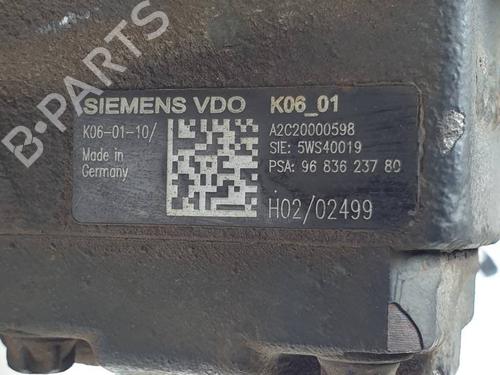 B-PARTS
SIEMENS VDO K06_01
K06-01-10/ A2C20000598
Made in SIE: 5WS40019
Germany PSA: 96 836 237 80
H02/02499